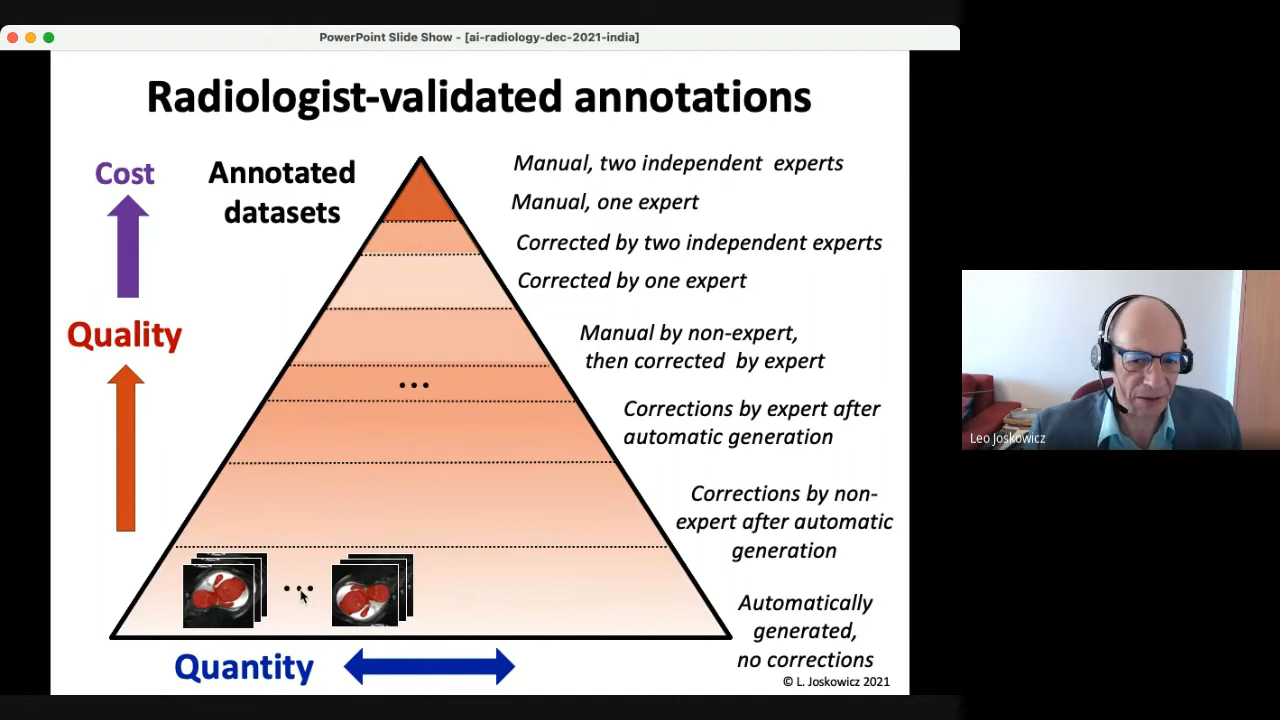 PowerPoint Slide Show - [ai-radiology-dec-2021-india]
Radiologist-validated annotations
Cost
Annotated
datasets
Quality
Manual, two independent experts
Manual, one expert
Corrected by two independent experts
Corrected by one expert
Manual by non-expert,
then corrected by expert
...
Corrections by expert after
automatic generation
Corrections by non-
expert after automatic
generation
...
Automatically
generated,
no corrections
Quantity
© L. Joskowicz 2021
Leo Joskowicz